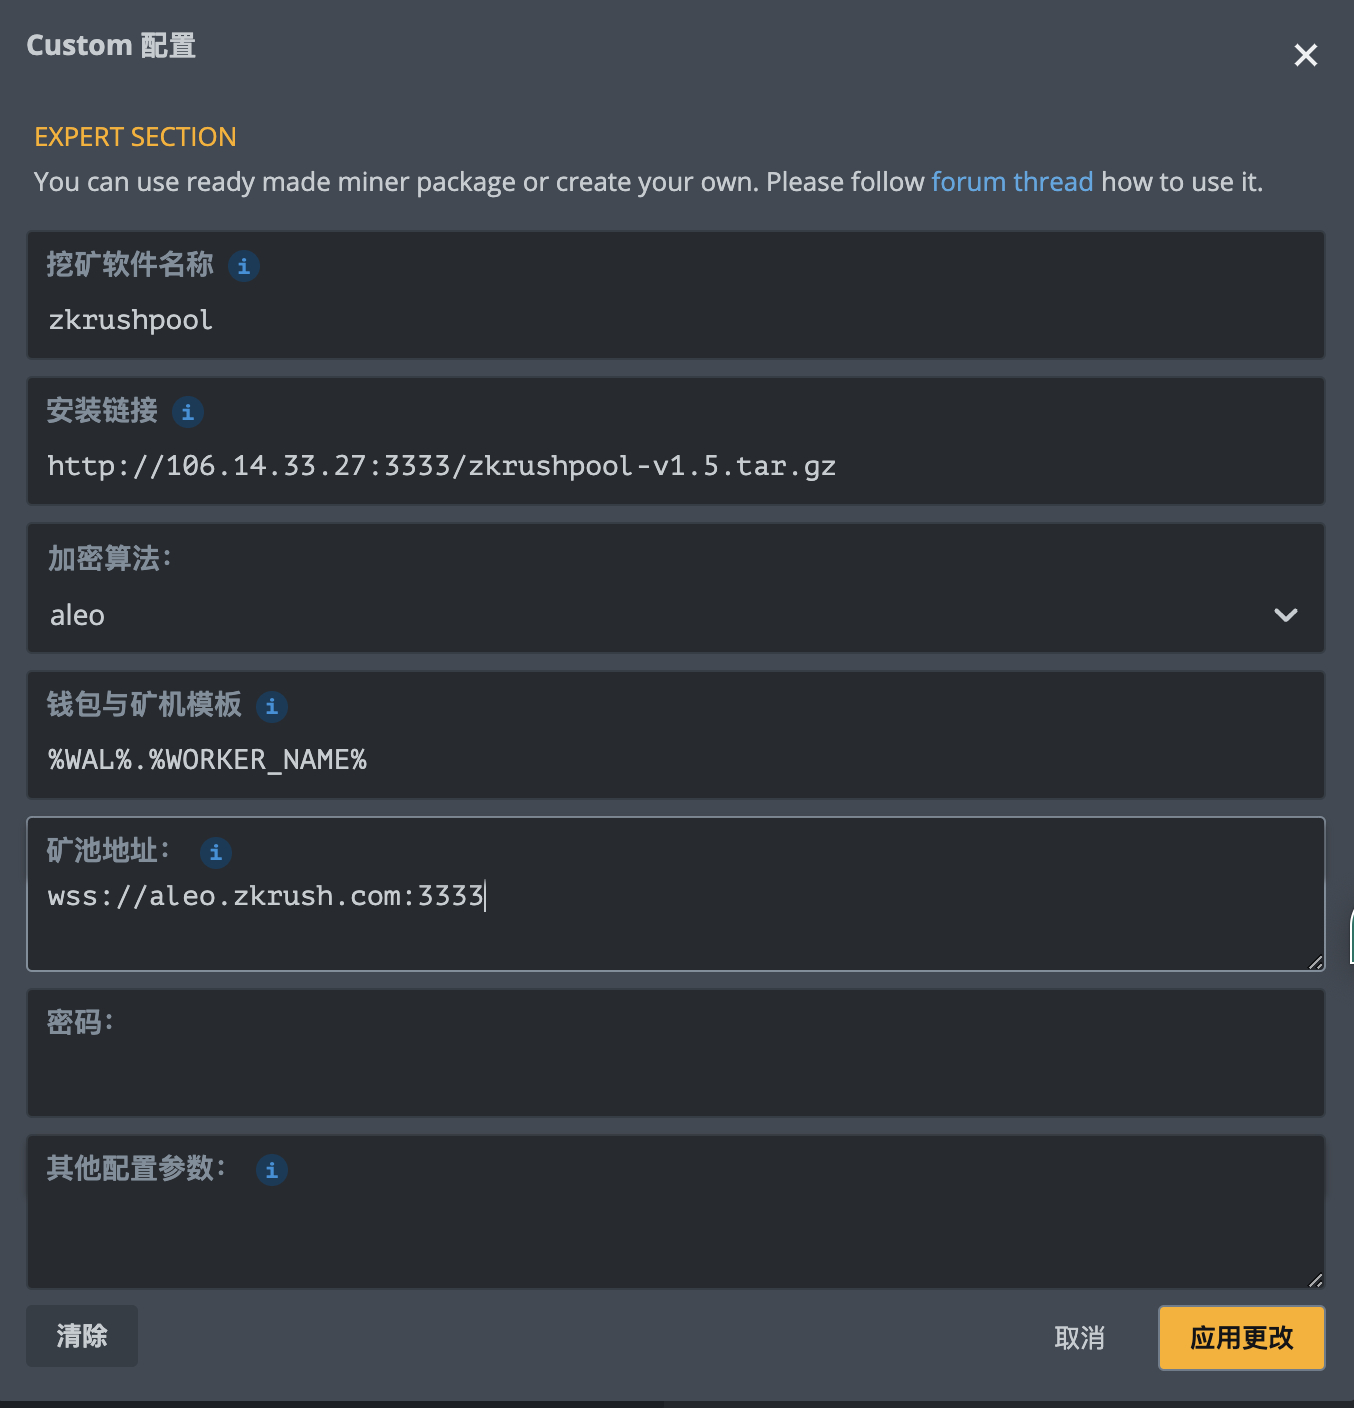 Custom 配置
EXPERT SECTION
You can use ready made miner package or create your own. Please follow forum thread how to use it.
挖矿软件名称 i
zkrushpool
安装链接 i
http://106.14.33.27:3333/zkrushpool-v1.5.tar.gz
加密算法：
aleo
钱包与矿机模板 i
%WAL%.%WORKER_NAME%
矿池地址： i
wss://aleo.zkrush.com:3333
密码：
其他配置参数： i
清除
取消
应用更改